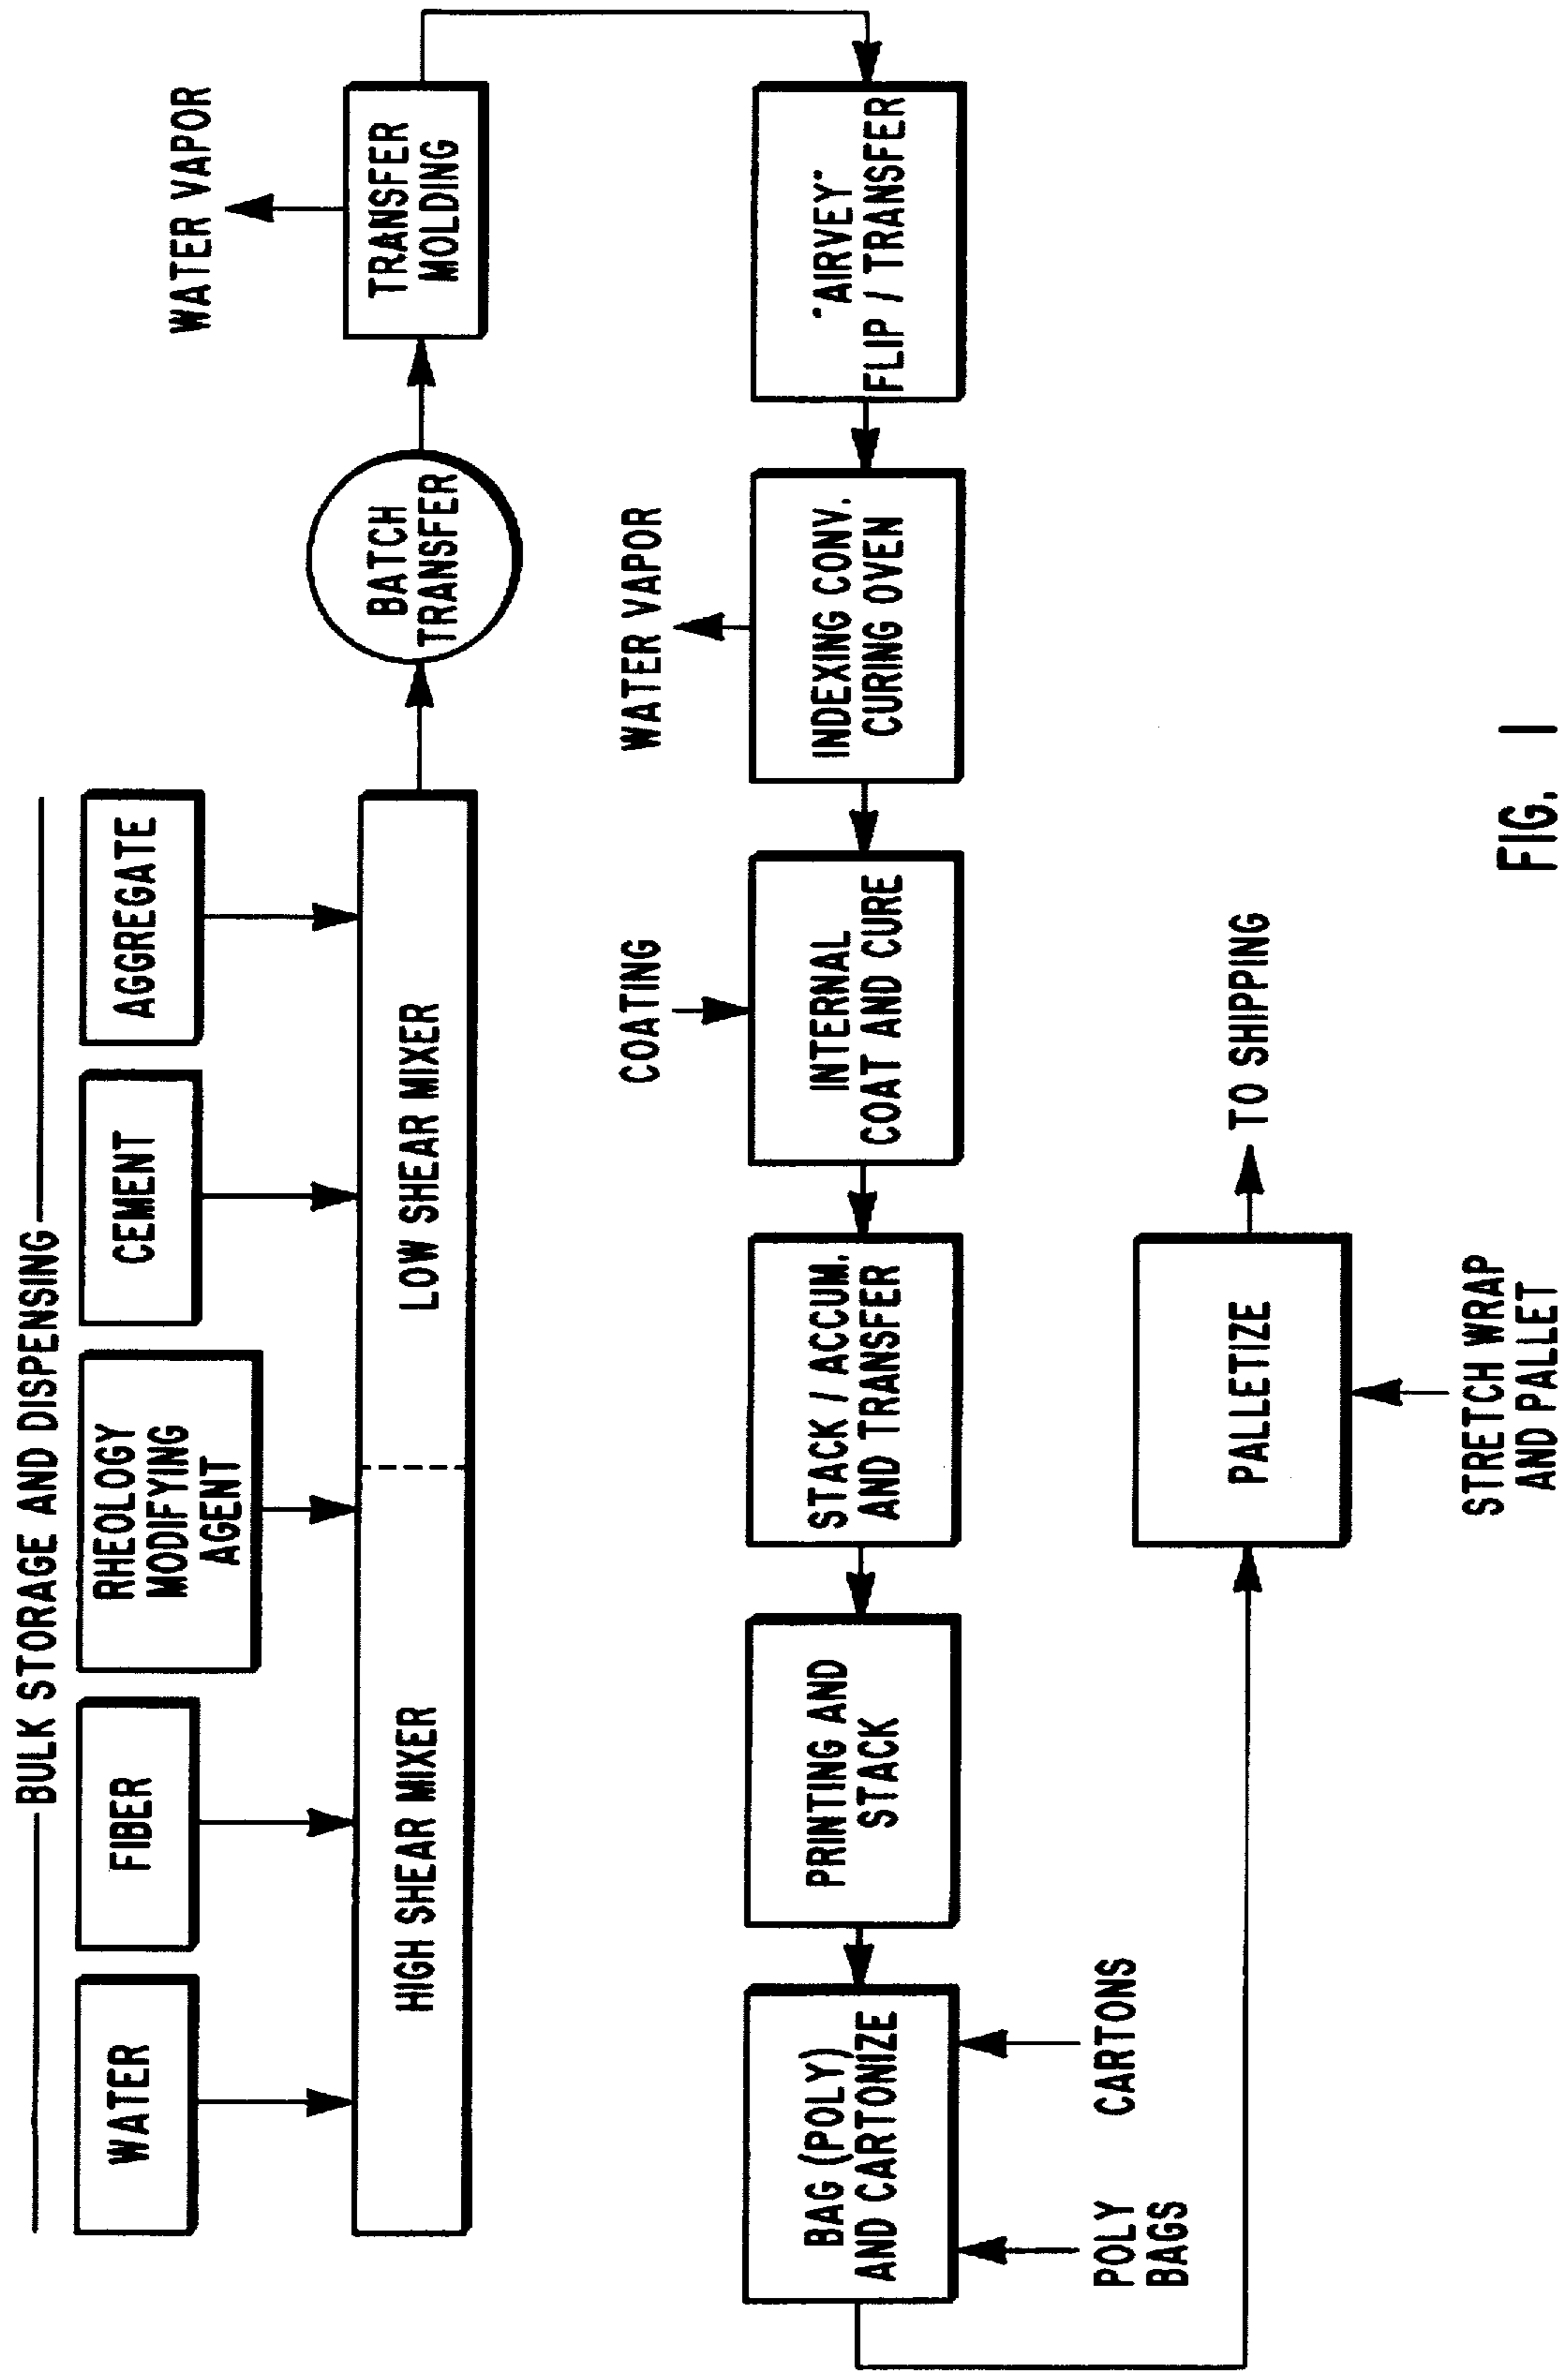 BULK STORAGE AND DISPENSING
WATER
FIBER
RHEOLOGY
MODIFYING
AGENT
CEMENT
AGGREGATE
HIGH SHEAR MIXER
LOW SHEAR MIXER
BATCH
TRANSFER
WATER VAPOR
TRANSFER
MOLDING
"AIRVEY"
FLIP / TRANSFER
WATER VAPOR
INDEXING CONV.
CURING OVEN
COATING
INTERNAL
COAT AND CURE
STACK / ACCUM.
AND TRANSFER
PRINTING AND
STACK
BAG (POLY)
AND CARTONIZE
POLY
BAGS
CARTONS
PALLETIZE
TO SHIPPING
STRETCH WRAP
AND PALLET
FIG. 1